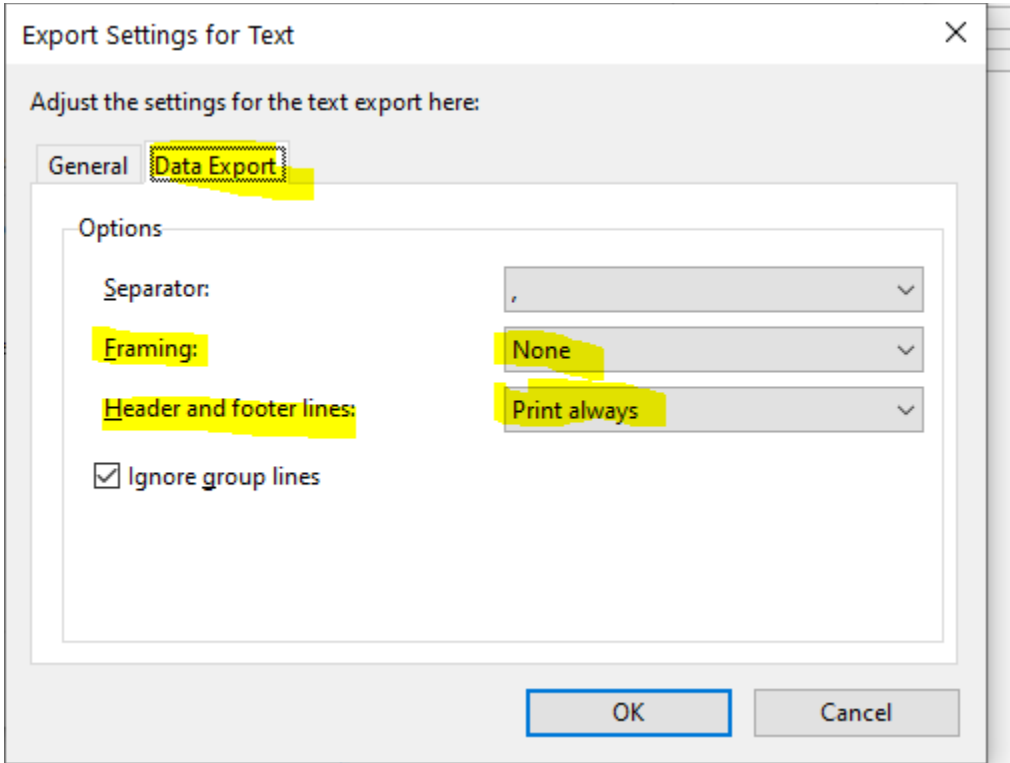 Export Settings for Text
Adjust the settings for the text export here:
General
Data Export
Options
Separator:
,
Framing:
None
Header and footer lines:
Print always
Ignore group lines
OK
Cancel